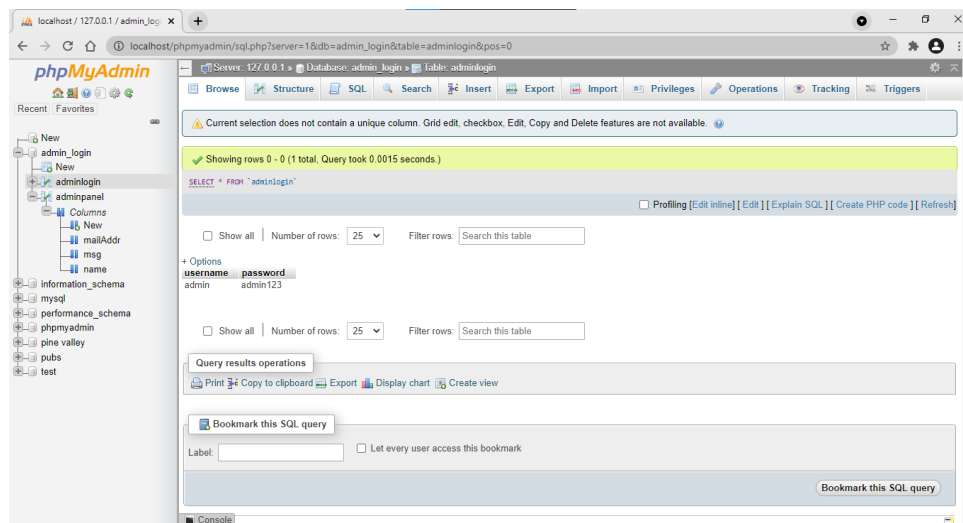 localhost / 127.0.0.1 / admin_log
localhost/phpmyadmin/sql.php?server=1&db=admin_login&table=adminlogin&pos=0
phpMyAdmin
Recent Favorites
New
admin_login
New
adminlogin
adminpanel
Columns
New
mailAddr
msg
name
information_schema
mysql
performance_schema
phpmyadmin
pine valley
pubs
test
Server: 127.0.0.1 » Database: admin_login » Table: adminlogin
Browse Structure SQL Search Insert Export Import Privileges Operations Tracking Triggers
Current selection does not contain a unique column. Grid edit, checkbox, Edit, Copy and Delete features are not available.
Showing rows 0 - 0 (1 total, Query took 0.0015 seconds.)
SELECT * FROM `adminlogin`
Profiling [Edit inline] [ Edit ] [ Explain SQL ] [ Create PHP code ] [ Refresh]
Show all Number of rows: 25 Filter rows: Search this table
+ Options
username password
admin admin123
Show all Number of rows: 25 Filter rows: Search this table
Query results operations
Print Copy to clipboard Export Display chart Create view
Bookmark this SQL query
Label: Let every user access this bookmark
Bookmark this SQL query
Console